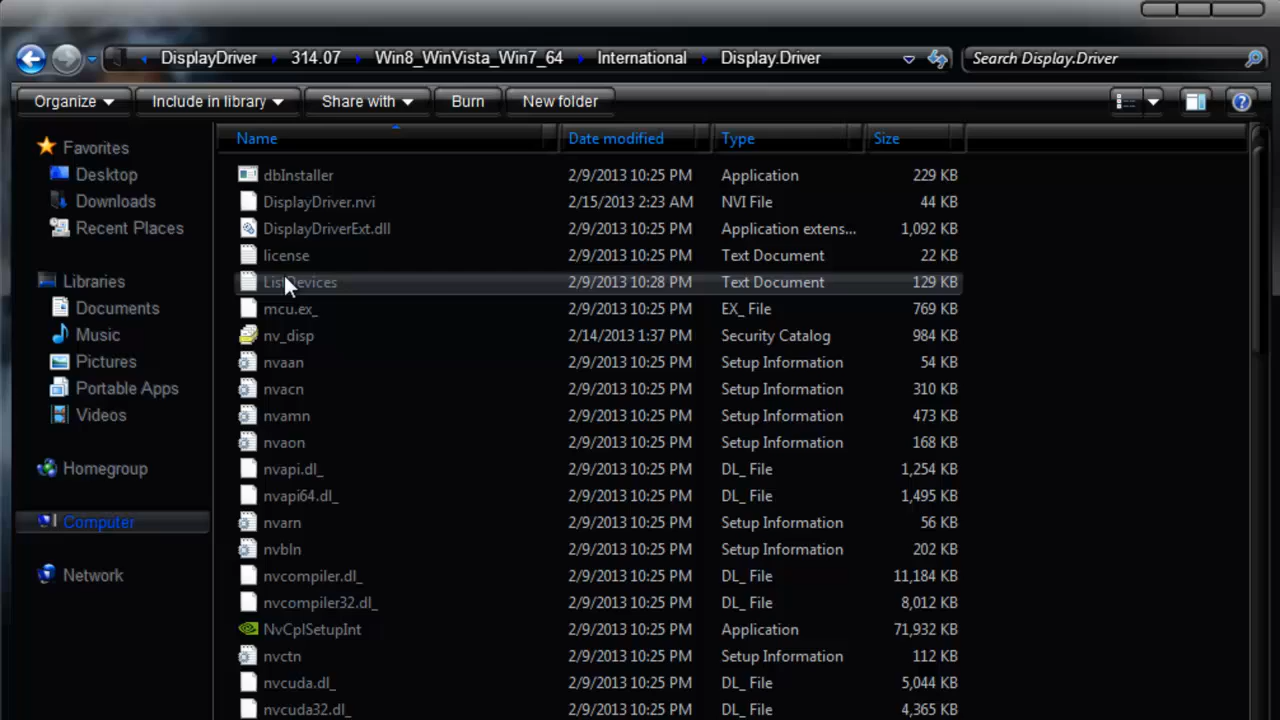 DisplayDriver 314.07 Win8_WinVista_Win7_64 International Display.Driver Search Display.Driver
Organize Include in library Share with Burn New folder
Favorites
Desktop
Downloads
Recent Places
Libraries
Documents
Music
Pictures
Portable Apps
Videos
Homegroup
Computer
Network
Name Date modified Type Size
dbInstaller 2/9/2013 10:25 PM Application 229 KB
DisplayDriver.nvi 2/15/2013 2:23 AM NVI File 44 KB
DisplayDriverExt.dll 2/9/2013 10:25 PM Application extens... 1,092 KB
license 2/9/2013 10:25 PM Text Document 22 KB
ListDevices 2/9/2013 10:28 PM Text Document 129 KB
mcu.ex_ 2/9/2013 10:25 PM EX_ File 769 KB
nv_disp 2/14/2013 1:37 PM Security Catalog 984 KB
nvaan 2/9/2013 10:25 PM Setup Information 54 KB
nvacn 2/9/2013 10:25 PM Setup Information 310 KB
nvamn 2/9/2013 10:25 PM Setup Information 473 KB
nvaon 2/9/2013 10:25 PM Setup Information 168 KB
nvapi.dl_ 2/9/2013 10:25 PM DL_ File 1,254 KB
nvapi64.dl_ 2/9/2013 10:25 PM DL_ File 1,495 KB
nvarn 2/9/2013 10:25 PM Setup Information 56 KB
nvbln 2/9/2013 10:25 PM Setup Information 202 KB
nvcompiler.dl_ 2/9/2013 10:25 PM DL_ File 11,184 KB
nvcompiler32.dl_ 2/9/2013 10:25 PM DL_ File 8,012 KB
NvCplSetupInt 2/9/2013 10:25 PM Application 71,932 KB
nvctn 2/9/2013 10:25 PM Setup Information 112 KB
nvcuda.dl_ 2/9/2013 10:25 PM DL_ File 5,044 KB
nvcuda32.dl_ 2/9/2013 10:25 PM DL_ File 4,365 KB